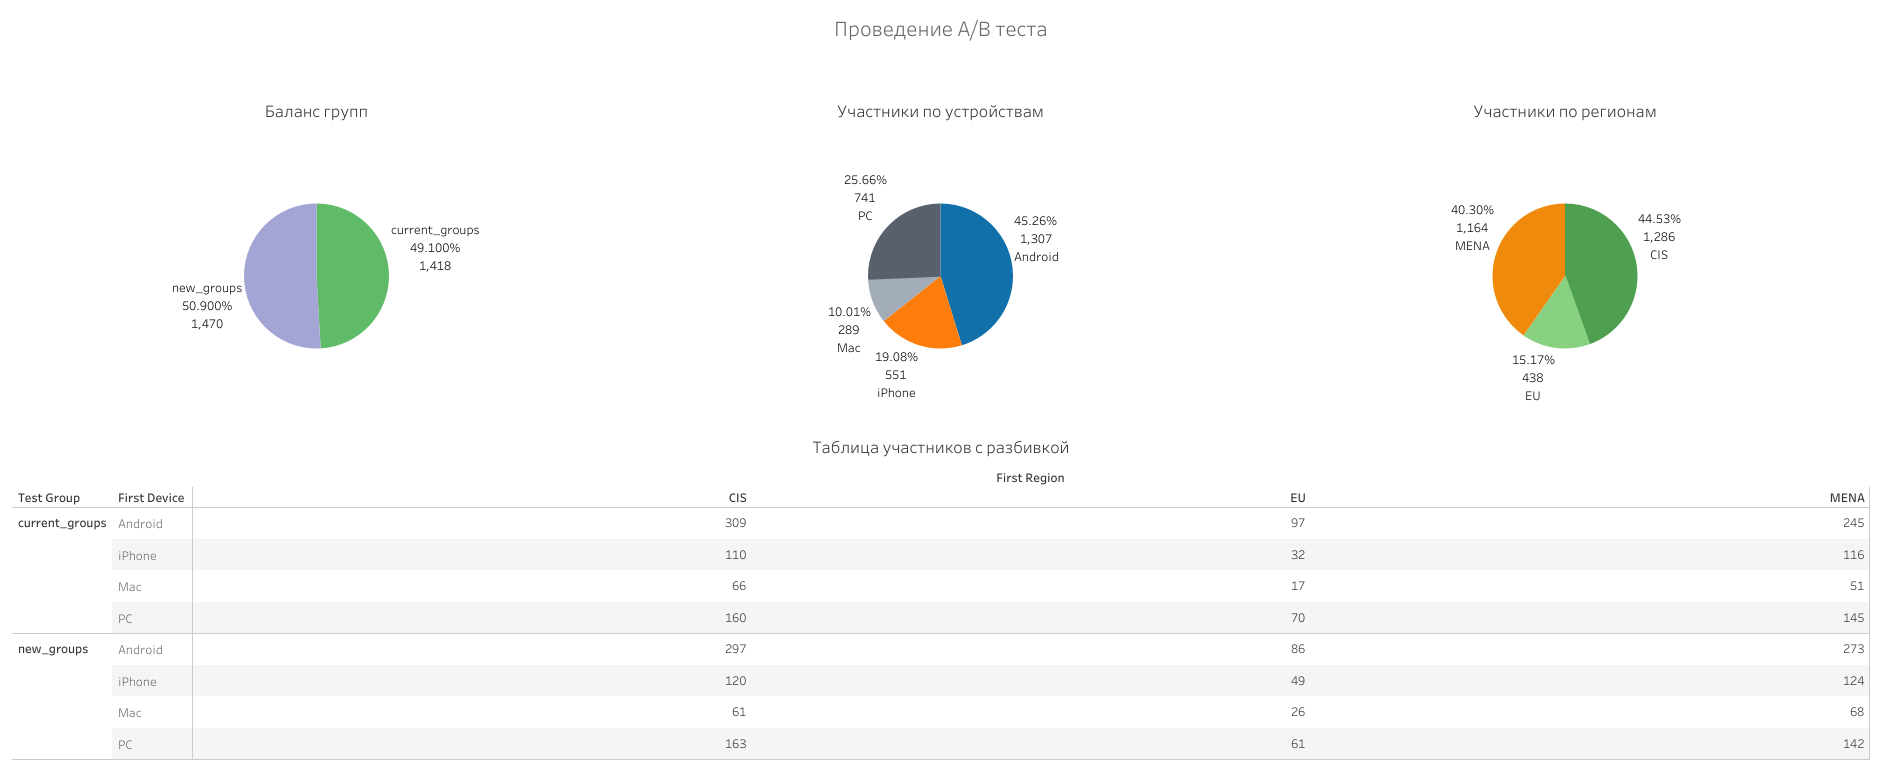 Проведение A/B теста
Баланс групп
current_groups
49.100%
1,418
new_groups
50.900%
1,470
Участники по устройствам
25.66%
741
PC
45.26%
1,307
Android
10.01%
289
Mac
19.08%
551
iPhone
Участники по регионам
40.30%
1,164
MENA
44.53%
1,286
CIS
15.17%
438
EU
Таблица участников с разбивкой
First Region
Test Group First Device CIS EU MENA
current_groups Android 309 97 245
iPhone 110 32 116
Mac 66 17 51
PC 160 70 145
new_groups Android 297 86 273
iPhone 120 49 124
Mac 61 26 68
PC 163 61 142